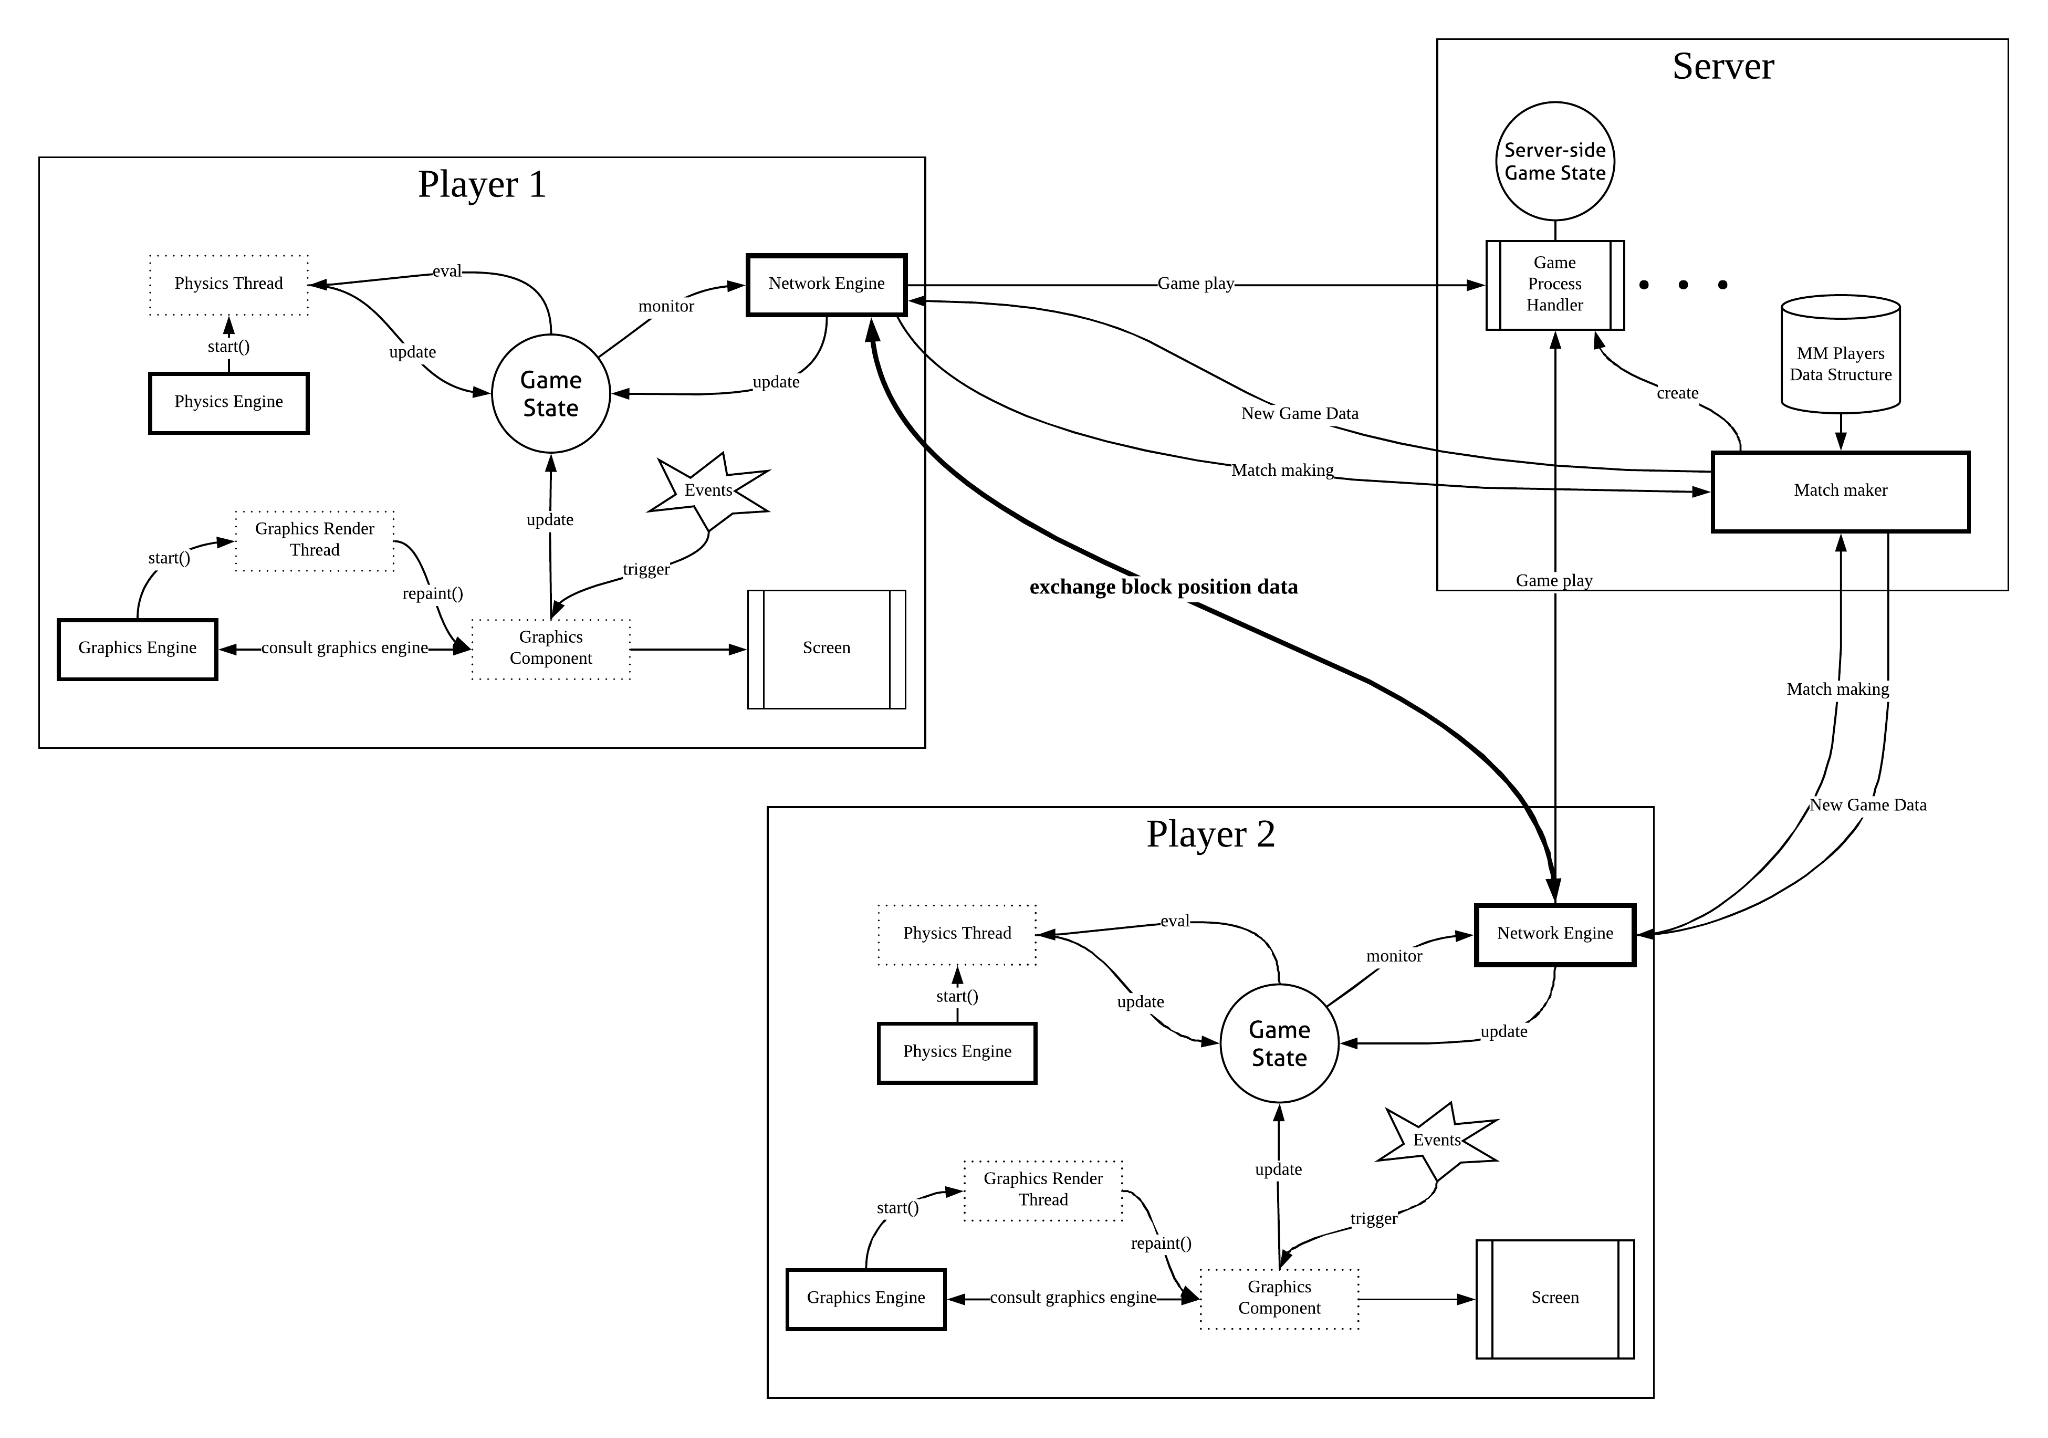 Server
Server-side
Game State
Game
Process
Handler
MM Players
Data Structure
create
Match maker
Player 1
Physics Thread
eval
Network Engine
monitor
start()
update
Physics Engine
Game
State
update
Events
update
Graphics Render
Thread
start()
trigger
repaint()
Graphics Engine
consult graphics engine
Graphics
Component
Screen
Game play
New Game Data
Match making
exchange block position data
Game play
Match making
New Game Data
Player 2
Physics Thread
eval
Network Engine
monitor
start()
update
Physics Engine
Game
State
update
Events
update
Graphics Render
Thread
start()
trigger
repaint()
Graphics Engine
consult graphics engine
Graphics
Component
Screen